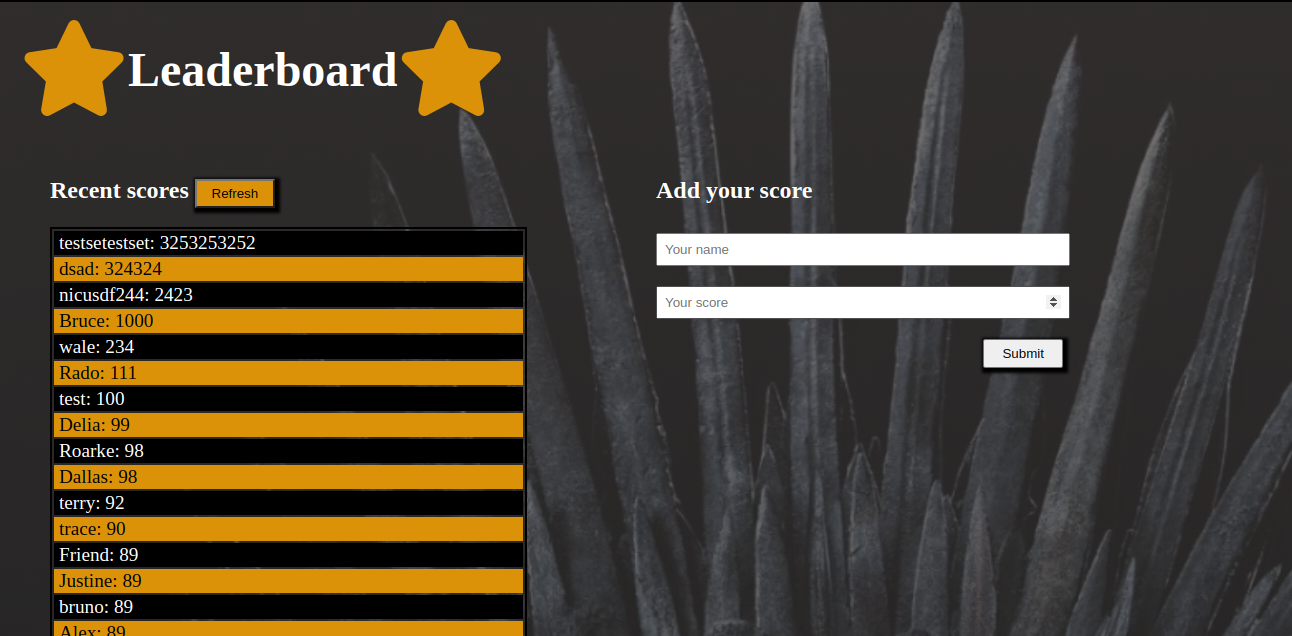 Leaderboard
Recent scores
Refresh
testsetestset: 3253253252
dsad: 324324
nicusdf244: 2423
Bruce: 1000
wale: 234
Rado: 111
test: 100
Delia: 99
Roarke: 98
Dallas: 98
terry: 92
trace: 90
Friend: 89
Justine: 89
bruno: 89
Alex: 89
Add your score
Your name
Your score
Submit